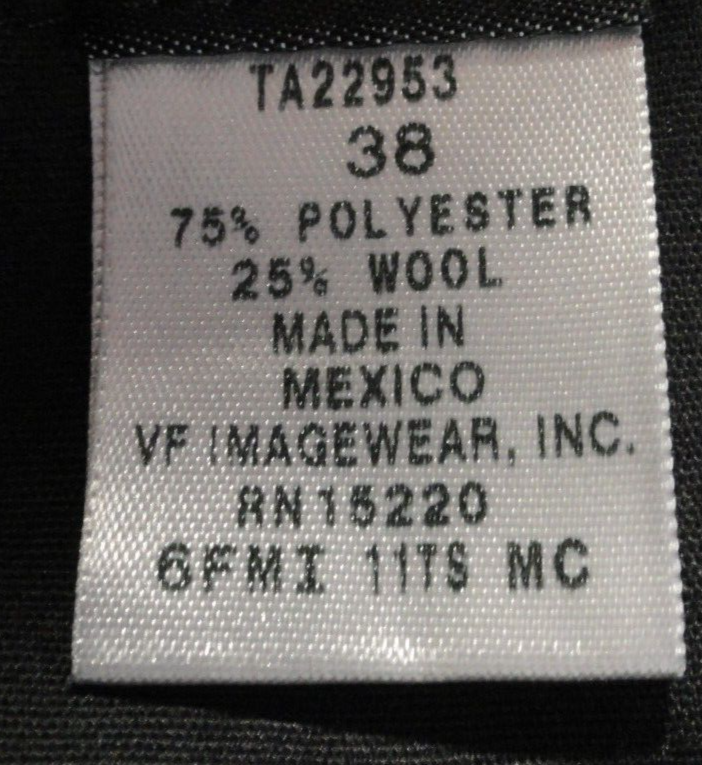 TA22953
38
75% POLYESTER
25% WOOL
MADE IN
MEXICO
VF IMAGEWEAR, INC.
RN15220
6FMI 11TS MC